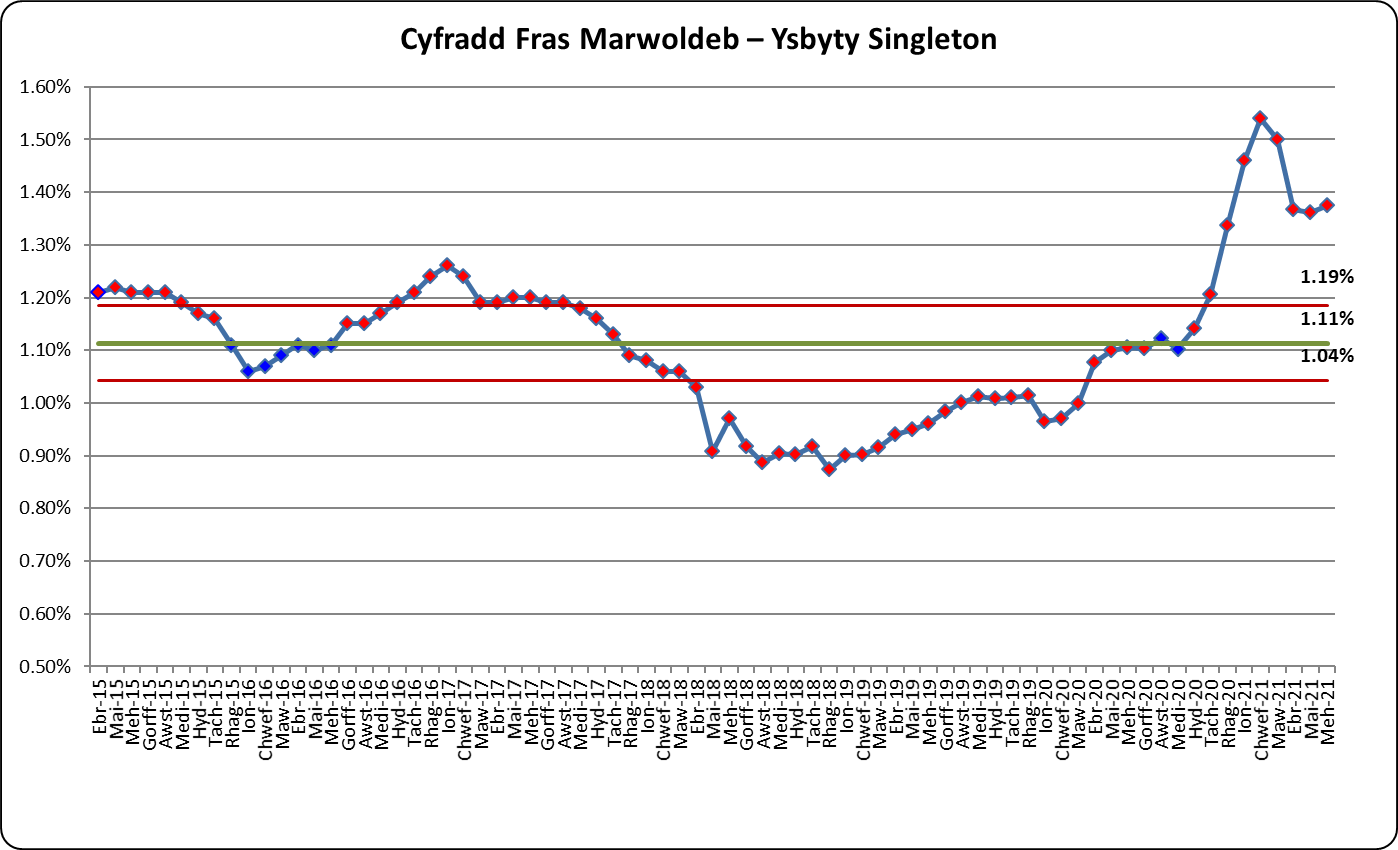 Cyfradd Fras Marwoldeb – Ysbyty Singleton
1.60%
1.50%
1.40%
1.30%
1.20%
1.10%
1.00%
0.90%
0.80%
0.70%
0.60%
0.50%
1.19%
1.11%
1.04%
Ebr-15
Mai-15
Meh-15
Gorff-15
Awst-15
Medi-15
Hyd-15
Tach-15
Rhag-15
Ion-16
Chwef-16
Maw-16
Ebr-16
Mai-16
Meh-16
Gorff-16
Awst-16
Medi-16
Hyd-16
Tach-16
Rhag-16
Ion-17
Chwef-17
Maw-17
Ebr-17
Mai-17
Meh-17
Gorff-17
Awst-17
Medi-17
Hyd-17
Tach-17
Rhag-17
Ion-18
Chwef-18
Maw-18
Ebr-18
Mai-18
Meh-18
Gorff-18
Awst-18
Medi-18
Hyd-18
Tach-18
Rhag-18
Ion-19
Chwef-19
Maw-19
Ebr-19
Mai-19
Meh-19
Gorff-19
Awst-19
Medi-19
Hyd-19
Tach-19
Rhag-19
Ion-20
Chwef-20
Maw-20
Ebr-20
Mai-20
Meh-20
Gorff-20
Awst-20
Medi-20
Hyd-20
Tach-20
Rhag-20
Ion-21
Chwef-21
Maw-21
Ebr-21
Mai-21
Meh-21